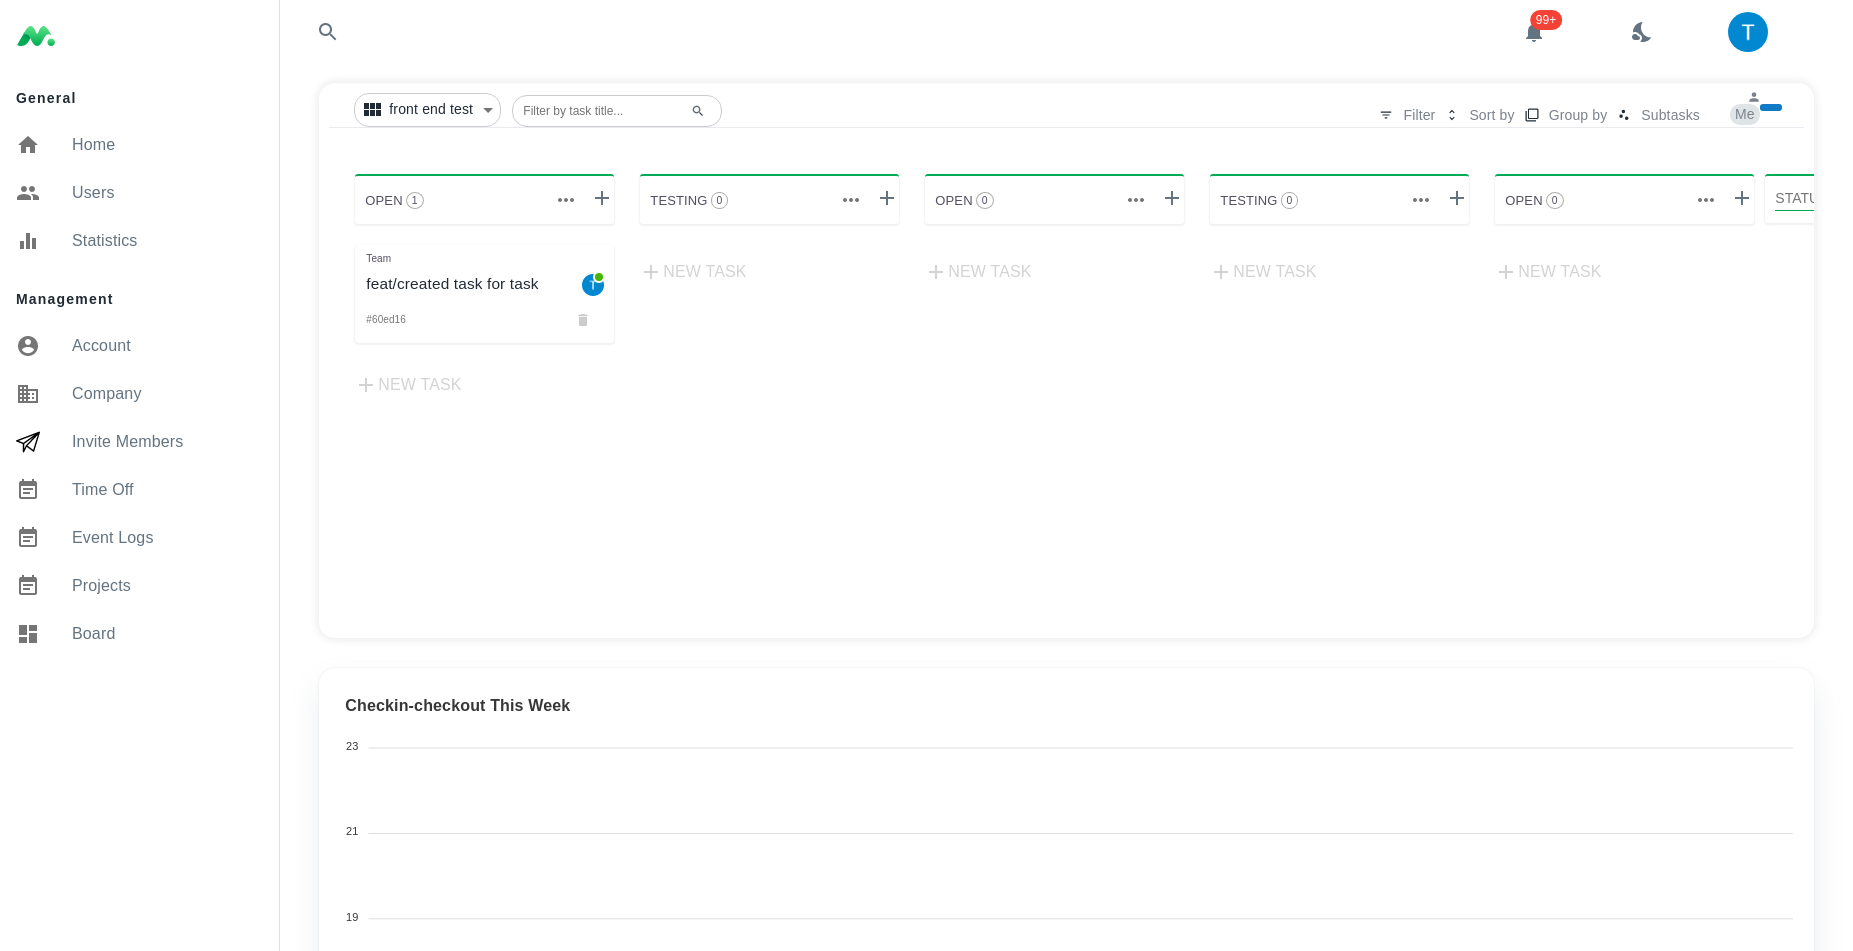 General
Home
Users
Statistics
Management
Account
Company
Invite Members
Time Off
Event Logs
Projects
Board
99+
T
front end test
Filter by task title...
Filter
Sort by
Group by
Subtasks
Me
OPEN 1
TESTING 0
OPEN 0
TESTING 0
OPEN 0
STATU
Team
feat/created task for task
T
#60ed16
NEW TASK
NEW TASK
NEW TASK
NEW TASK
NEW TASK
Checkin-checkout This Week
23
21
19